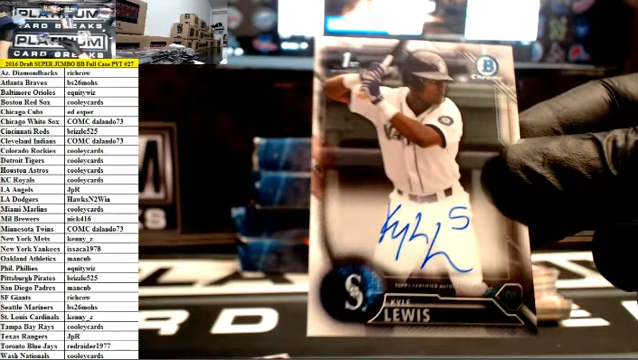 PLATINUM
CARD BREAKS
PLATINUM
CARD BREAKS
2016 Draft SUPER JUMBO BB Full Case PYT #27
Az. Diamondbacks richcow
Atlanta Braves bs26mohs
Baltimore Orioles equitywiz
Boston Red Sox cooleycards
Chicago Cubs ed esper
Chicago White Sox COMC dalando73
Cincinnati Reds brizzle525
Cleveland Indians COMC dalando73
Colorado Rockies cooleycards
Detroit Tigers cooleycards
Houston Astros cooleycards
KC Royals cooleycards
LA Angels JpR
LA Dodgers HawksN2Win
Miami Marlins cooleycards
Mil Brewers nick416
Minnesota Twins COMC dalando73
New York Mets kenny_z
New York Yankees issaca1978
Oakland Athletics mancub
Phil. Phillies equitywiz
Pittsburgh Pirates brizzle525
San Diego Padres mancub
SF Giants richcow
Seattle Mariners bs26mohs
St. Louis Cardinals kenny_z
Tampa Bay Rays cooleycards
Texas Rangers JpR
Toronto Blue Jays redraider1977
Wash Nationals cooleycards
1st
B
Chrome
5
TOPPS CERTIFIED
KYLE
LEWIS
S